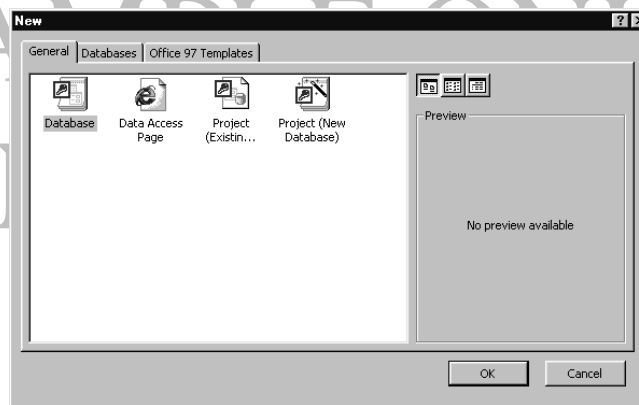 New
General
Databases
Office 97 Templates
Database
Data Access
Page
Project
(Existin...
Project (New
Database)
Preview
No preview available
OK
Cancel